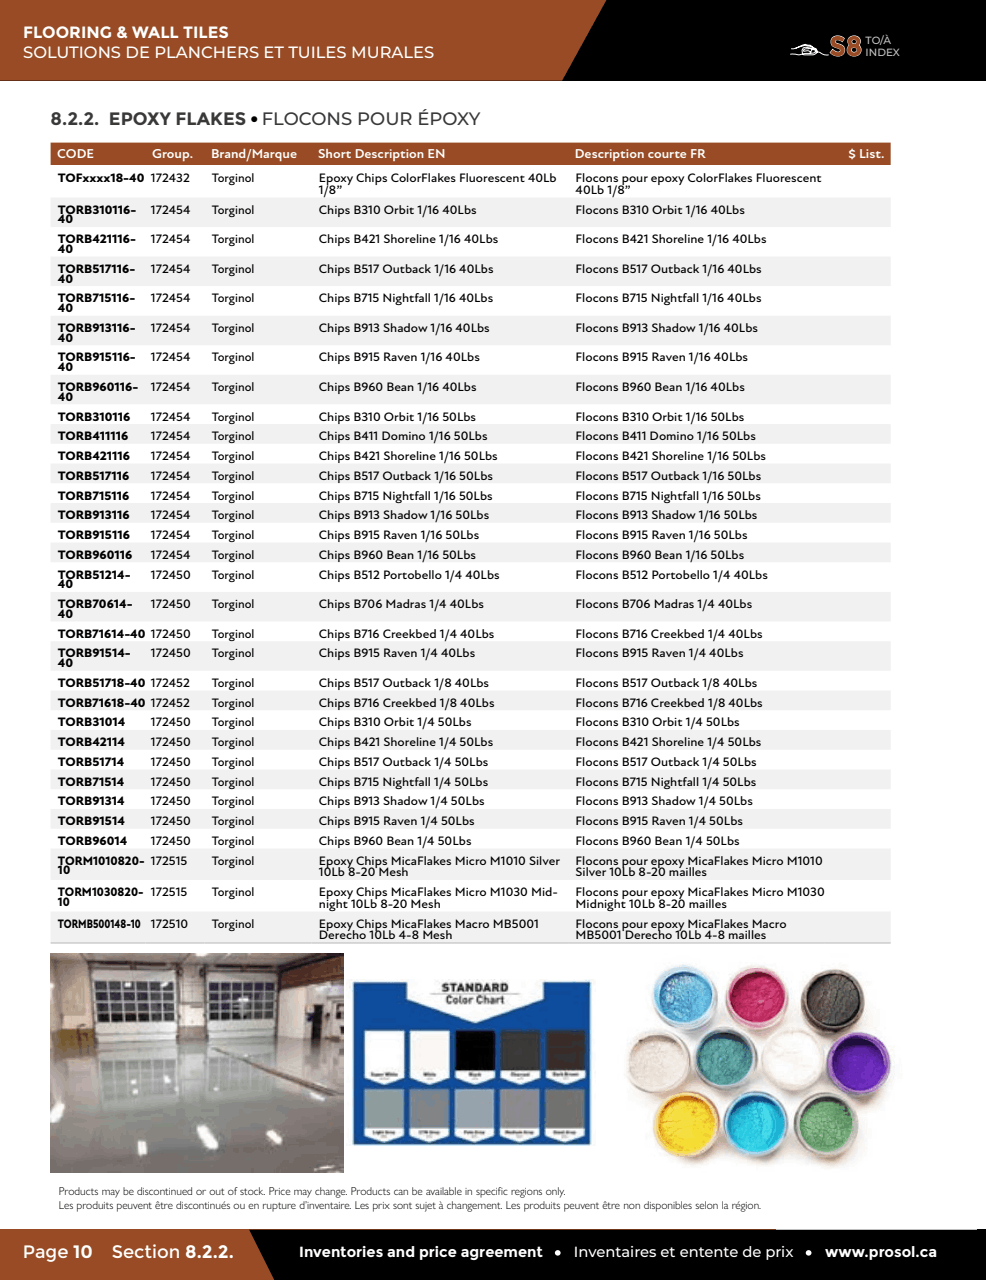 FLOORING & WALL TILES
SOLUTIONS DE PLANCHERS ET TUILES MURALES
S8 TO/À
INDEX
8.2.2. EPOXY FLAKES • FLOCONS POUR ÉPOXY
CODE Group. Brand/Marque Short Description EN Description courte FR $ List.
TOFxxxx18-40 172432 Torginol Epoxy Chips ColorFlakes Fluorescent 40Lb Flocons pour epoxy ColorFlakes Fluorescent
1/8" 40Lb 1/8"
TORB310116- 172454 Torginol Chips B310 Orbit 1/16 40Lbs Flocons B310 Orbit 1/16 40Lbs
40
TORB421116- 172454 Torginol Chips B421 Shoreline 1/16 40Lbs Flocons B421 Shoreline 1/16 40Lbs
40
TORB517116- 172454 Torginol Chips B517 Outback 1/16 40Lbs Flocons B517 Outback 1/16 40Lbs
40
TORB715116- 172454 Torginol Chips B715 Nightfall 1/16 40Lbs Flocons B715 Nightfall 1/16 40Lbs
40
TORB913116- 172454 Torginol Chips B913 Shadow 1/16 40Lbs Flocons B913 Shadow 1/16 40Lbs
40
TORB915116- 172454 Torginol Chips B915 Raven 1/16 40Lbs Flocons B915 Raven 1/16 40Lbs
40
TORB960116- 172454 Torginol Chips B960 Bean 1/16 40Lbs Flocons B960 Bean 1/16 40Lbs
40
TORB310116 172454 Torginol Chips B310 Orbit 1/16 50Lbs Flocons B310 Orbit 1/16 50Lbs
TORB411116 172454 Torginol Chips B411 Domino 1/16 50Lbs Flocons B411 Domino 1/16 50Lbs
TORB421116 172454 Torginol Chips B421 Shoreline 1/16 50Lbs Flocons B421 Shoreline 1/16 50Lbs
TORB517116 172454 Torginol Chips B517 Outback 1/16 50Lbs Flocons B517 Outback 1/16 50Lbs
TORB715116 172454 Torginol Chips B715 Nightfall 1/16 50Lbs Flocons B715 Nightfall 1/16 50Lbs
TORB913116 172454 Torginol Chips B913 Shadow 1/16 50Lbs Flocons B913 Shadow 1/16 50Lbs
TORB915116 172454 Torginol Chips B915 Raven 1/16 50Lbs Flocons B915 Raven 1/16 50Lbs
TORB960116 172454 Torginol Chips B960 Bean 1/16 50Lbs Flocons B960 Bean 1/16 50Lbs
TORB51214- 172450 Torginol Chips B512 Portobello 1/4 40Lbs Flocons B512 Portobello 1/4 40Lbs
40
TORB70614- 172450 Torginol Chips B706 Madras 1/4 40Lbs Flocons B706 Madras 1/4 40Lbs
40
TORB71614-40 172450 Torginol Chips B716 Creekbed 1/4 40Lbs Flocons B716 Creekbed 1/4 40Lbs
TORB91514- 172450 Torginol Chips B915 Raven 1/4 40Lbs Flocons B915 Raven 1/4 40Lbs
40
TORB51718-40 172452 Torginol Chips B517 Outback 1/8 40Lbs Flocons B517 Outback 1/8 40Lbs
TORB71618-40 172452 Torginol Chips B716 Creekbed 1/8 40Lbs Flocons B716 Creekbed 1/8 40Lbs
TORB31014 172450 Torginol Chips B310 Orbit 1/4 50Lbs Flocons B310 Orbit 1/4 50Lbs
TORB42114 172450 Torginol Chips B421 Shoreline 1/4 50Lbs Flocons B421 Shoreline 1/4 50Lbs
TORB51714 172450 Torginol Chips B517 Outback 1/4 50Lbs Flocons B517 Outback 1/4 50Lbs
TORB71514 172450 Torginol Chips B715 Nightfall 1/4 50Lbs Flocons B715 Nightfall 1/4 50Lbs
TORB91314 172450 Torginol Chips B913 Shadow 1/4 50Lbs Flocons B913 Shadow 1/4 50Lbs
TORB91514 172450 Torginol Chips B915 Raven 1/4 50Lbs Flocons B915 Raven 1/4 50Lbs
TORB96014 172450 Torginol Chips B960 Bean 1/4 50Lbs Flocons B960 Bean 1/4 50Lbs
TORM1010820- 172515 Torginol Epoxy Chips MicaFlakes Micro M1010 Silver Flocons pour epoxy MicaFlakes Micro M1010
10 10Lb 8-20 Mesh Silver 10Lb 8-20 mailles
TORM1030820- 172515 Torginol Epoxy Chips MicaFlakes Micro M1030 Mid- Flocons pour epoxy MicaFlakes Micro M1030
10 night 10Lb 8-20 Mesh Midnight 10Lb 8-20 mailles
TORMB500148-10 172510 Torginol Epoxy Chips MicaFlakes Macro MB5001 Flocons pour epoxy MicaFlakes Macro
Derecho 10Lb 4-8 Mesh MB5001 Derecho 10Lb 4-8 mailles
STANDARD
Color Chart
Super White White Black Charcoal Dark Brown
Light Gray Pale Gray Medium Gray
Products may be discontinued or out of stock. Price may change. Products can be available in specific regions only.
Les produits peuvent être discontinués ou en rupture d'inventaire. Les prix sont sujet à changement. Les produits peuvent être non disponibles selon la région.
Page 10 Section 8.2.2. Inventories and price agreement • Inventaires et entente de prix • www.prosol.ca